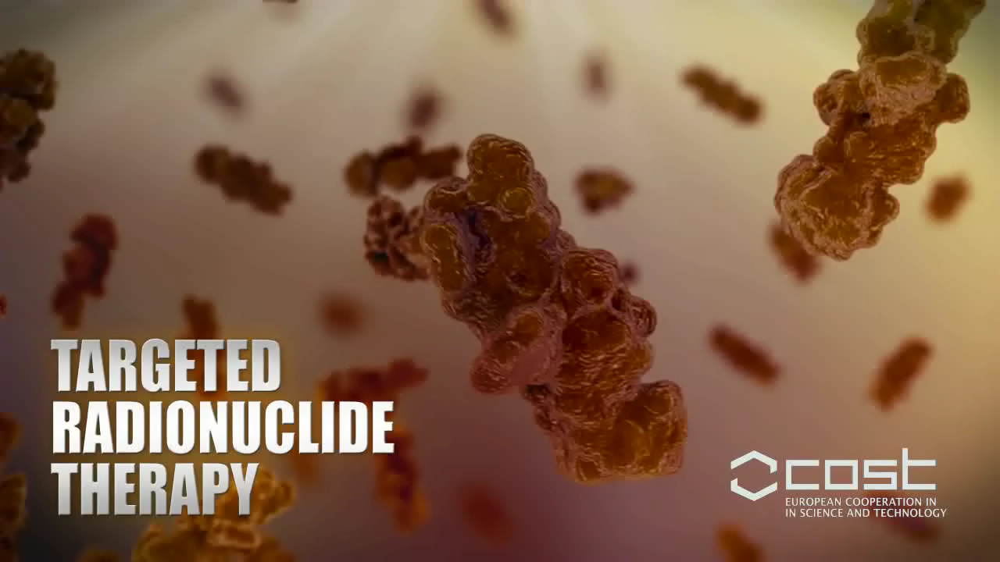 TARGETED
RADIONUCLIDE
THERAPY
cost
EUROPEAN COOPERATION IN
IN SCIENCE AND TECHNOLOGY